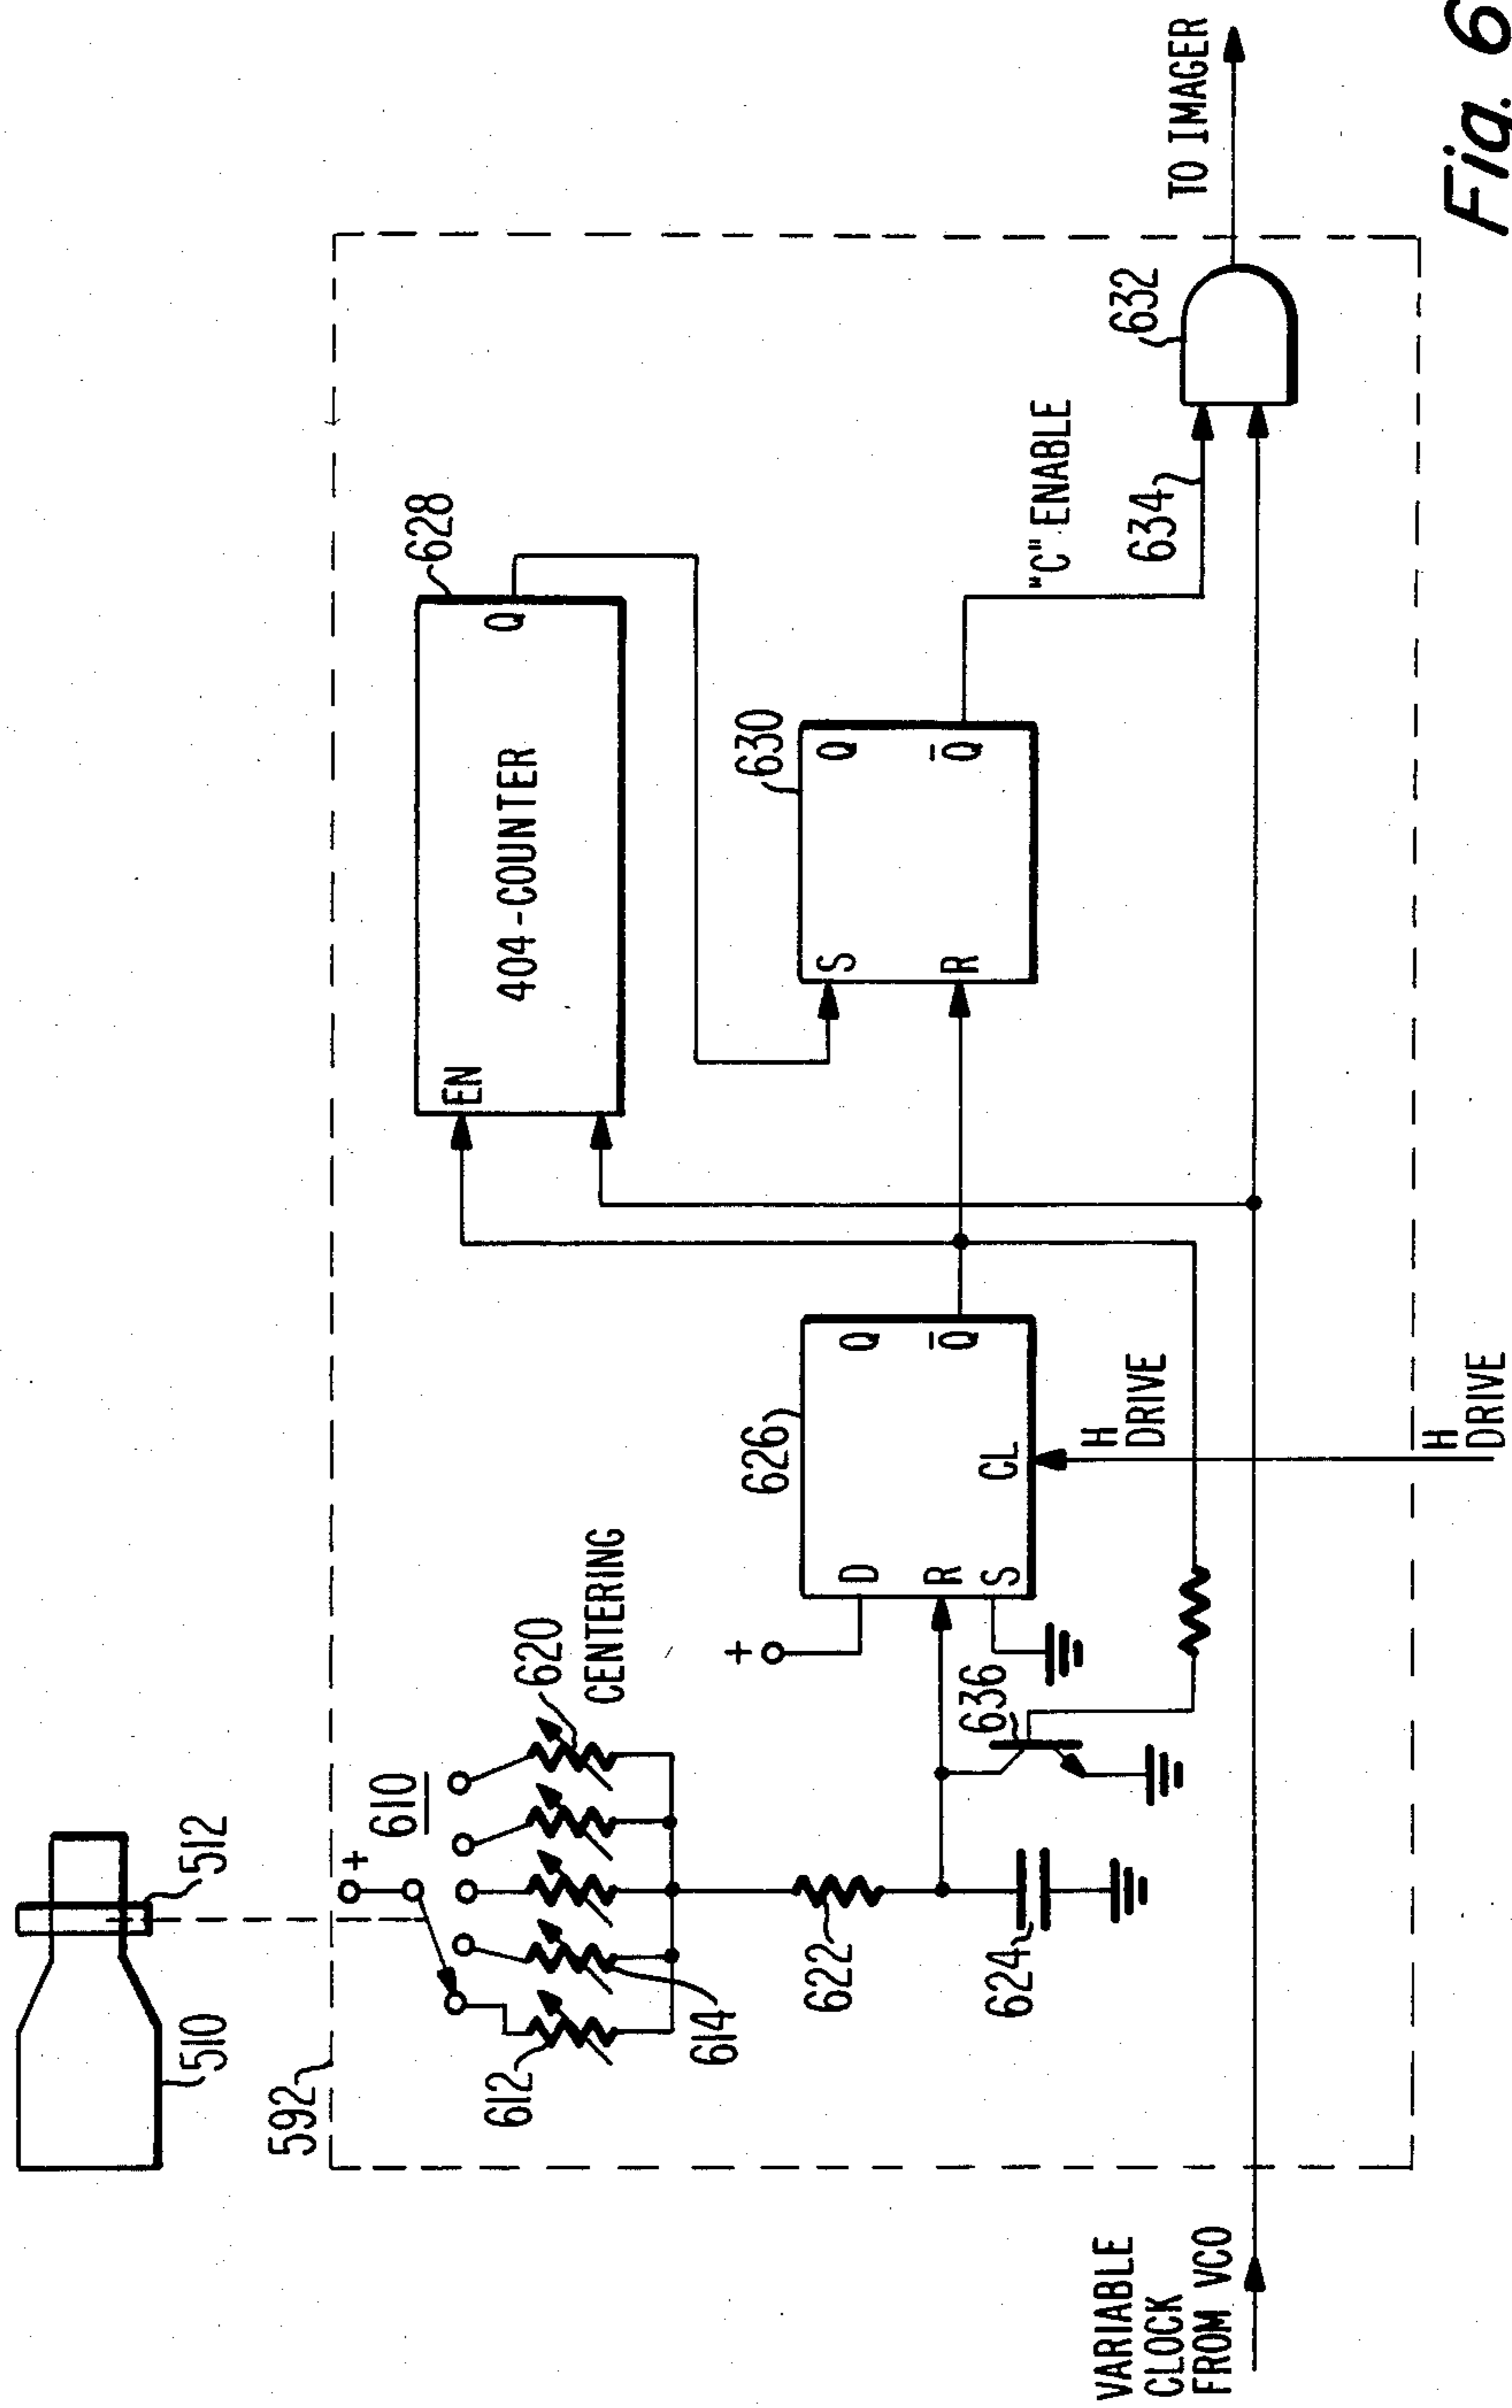 510
512
592
610
+
612
614
620
CENTERING
622
624
+
626
D
R
S
CL
Q
Q̄
636
H
DRIVE
H
DRIVE
628
EN
404-COUNTER
Q
630
S
R
Q
Q̄
"C" ENABLE
634
632
TO IMAGER
VARIABLE
CLOCK
FROM VCO
Fig. 6